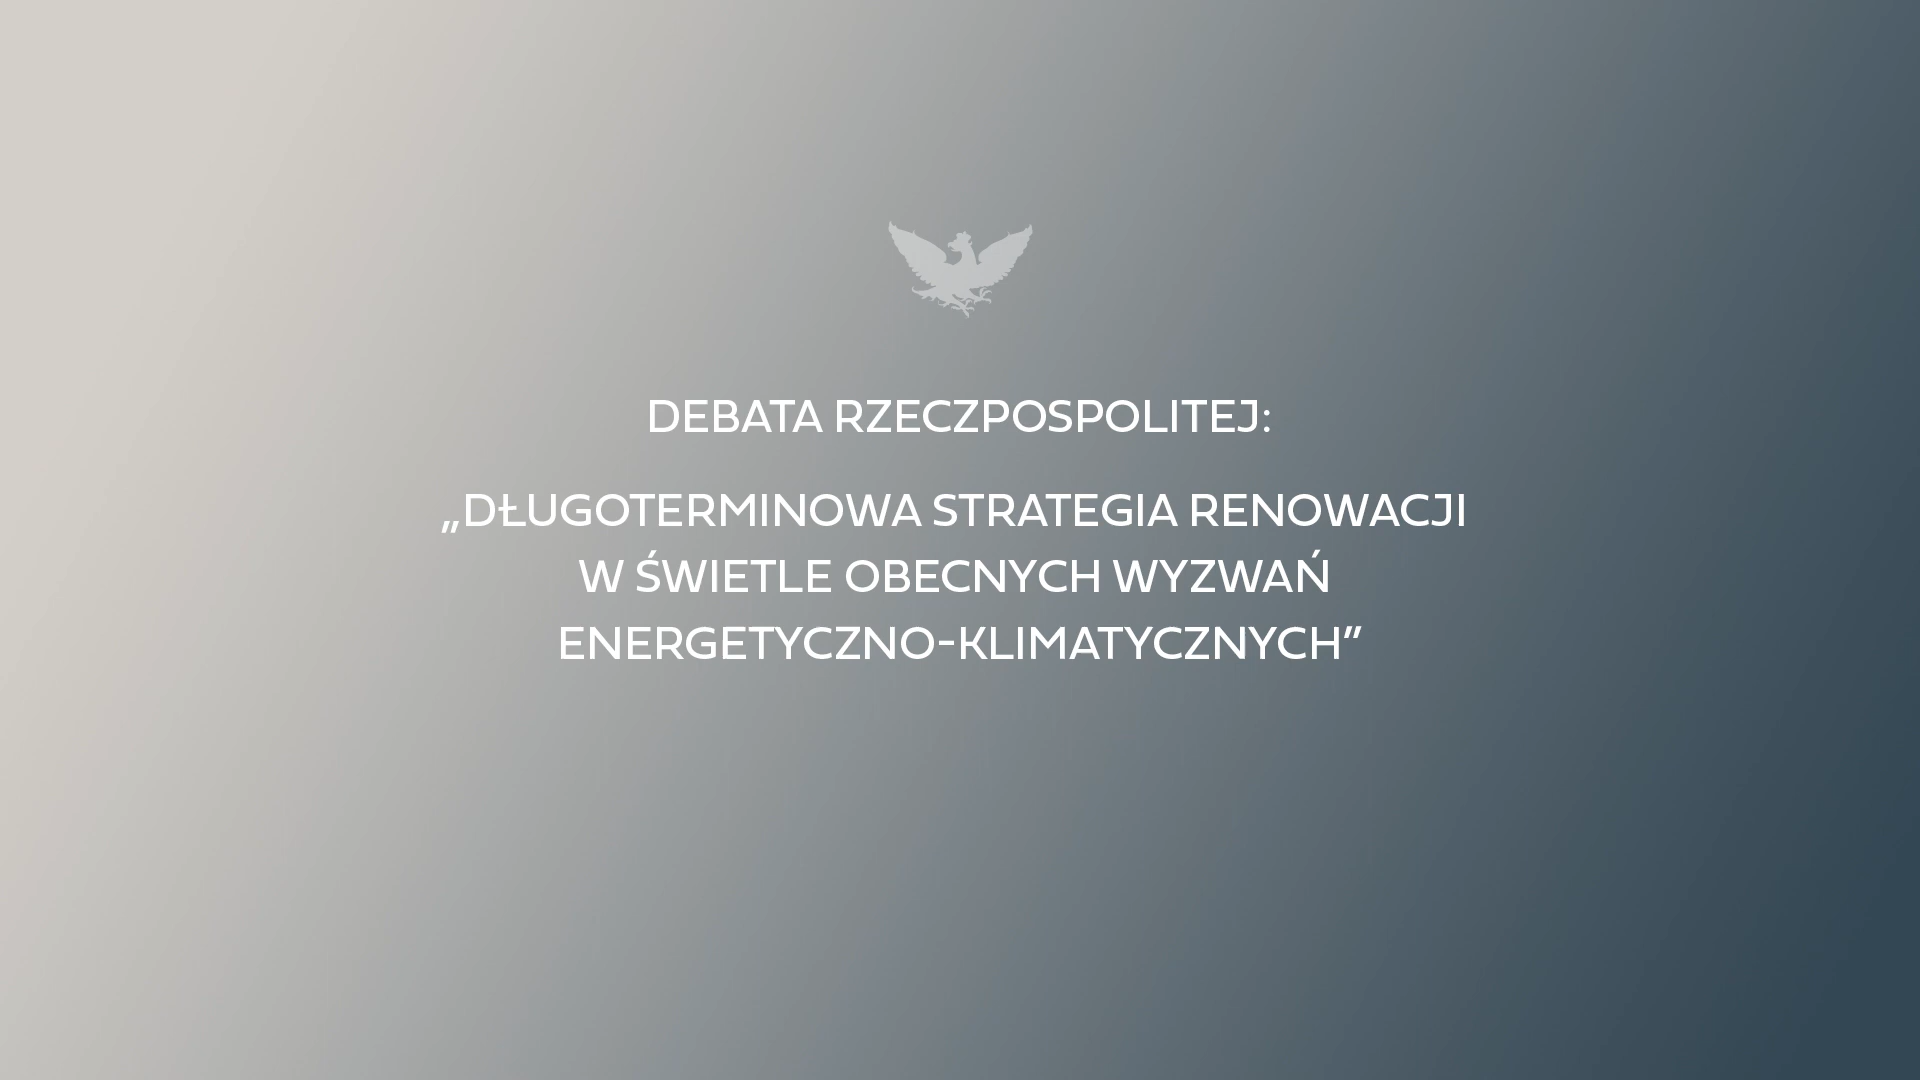 DEBATA RZECZPOSPOLITEJ:
„DŁUGOTERMINOWA STRATEGIA RENOWACJI
W ŚWIETLE OBECNYCH WYZWAŃ
ENERGETYCZNO-KLIMATYCZNYCH”